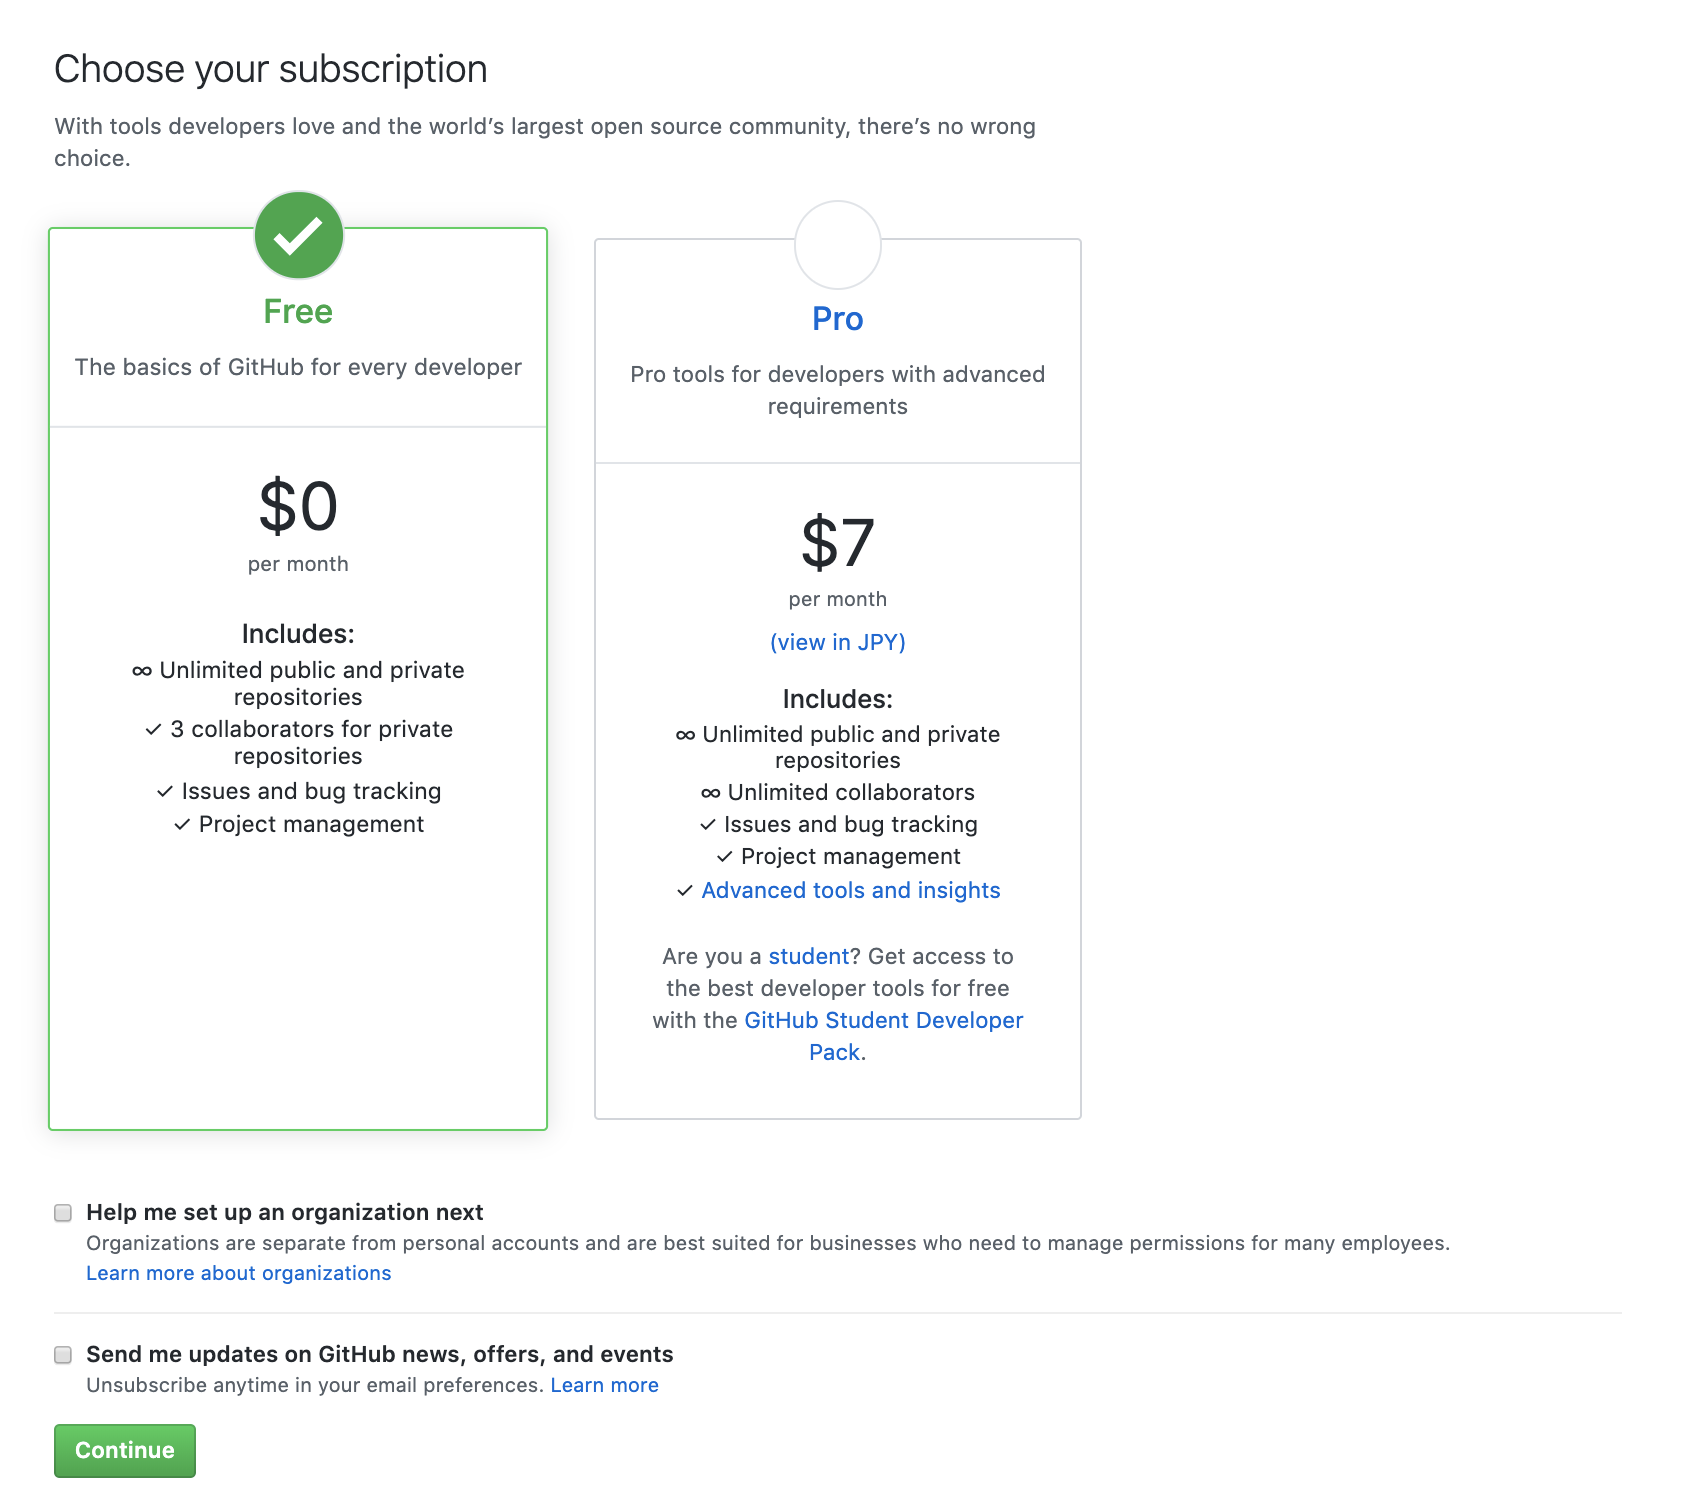 Choose your subscription
With tools developers love and the world’s largest open source community, there’s no wrong
choice.
Free
The basics of GitHub for every developer
$0
per month
Includes:
∞ Unlimited public and private
repositories
✓ 3 collaborators for private
repositories
✓ Issues and bug tracking
✓ Project management
Pro
Pro tools for developers with advanced
requirements
$7
per month
(view in JPY)
Includes:
∞ Unlimited public and private
repositories
∞ Unlimited collaborators
✓ Issues and bug tracking
✓ Project management
✓ Advanced tools and insights
Are you a student? Get access to
the best developer tools for free
with the GitHub Student Developer
Pack.
Help me set up an organization next
Organizations are separate from personal accounts and are best suited for businesses who need to manage permissions for many employees.
Learn more about organizations
Send me updates on GitHub news, offers, and events
Unsubscribe anytime in your email preferences. Learn more
Continue